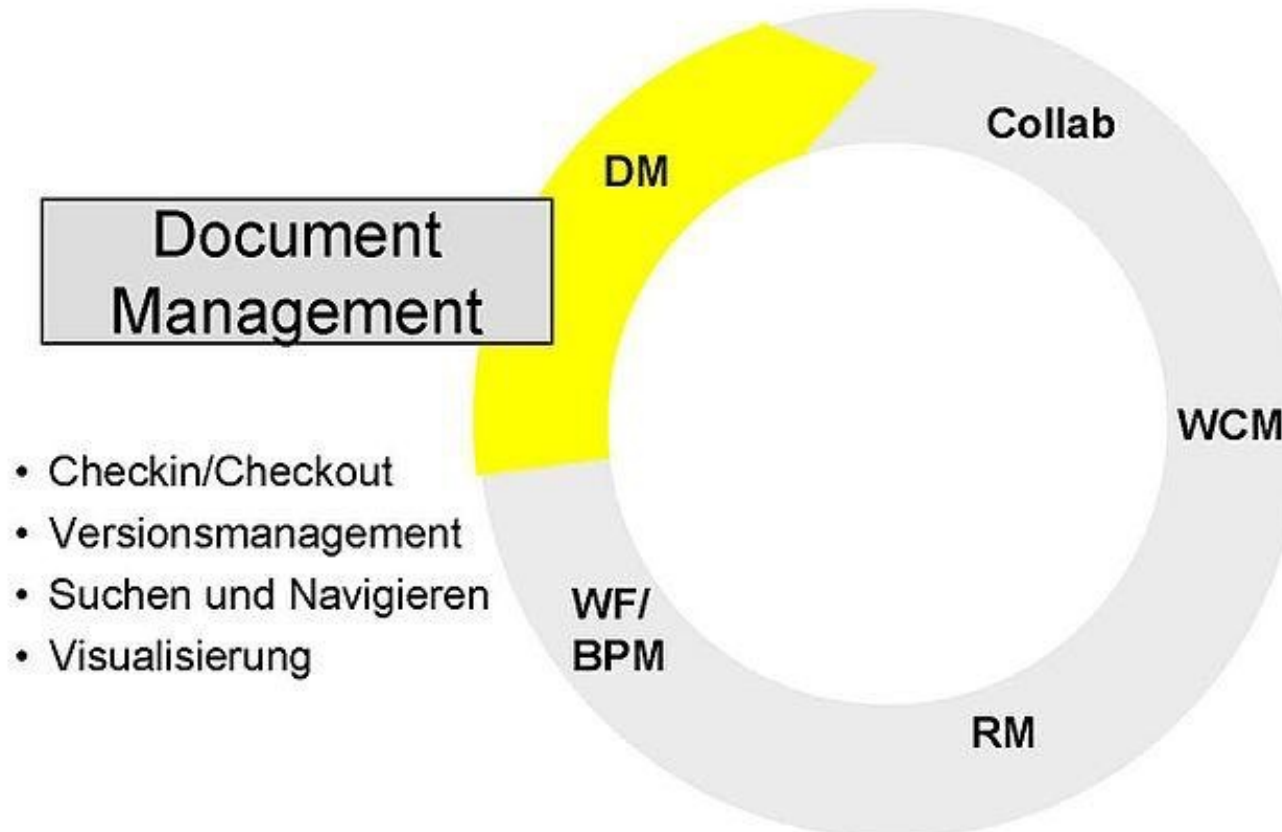 DM
Collab
Document
Management
WCM
• Checkin/Checkout
• Versionsmanagement
• Suchen und Navigieren
• Visualisierung
WF/
BPM
RM